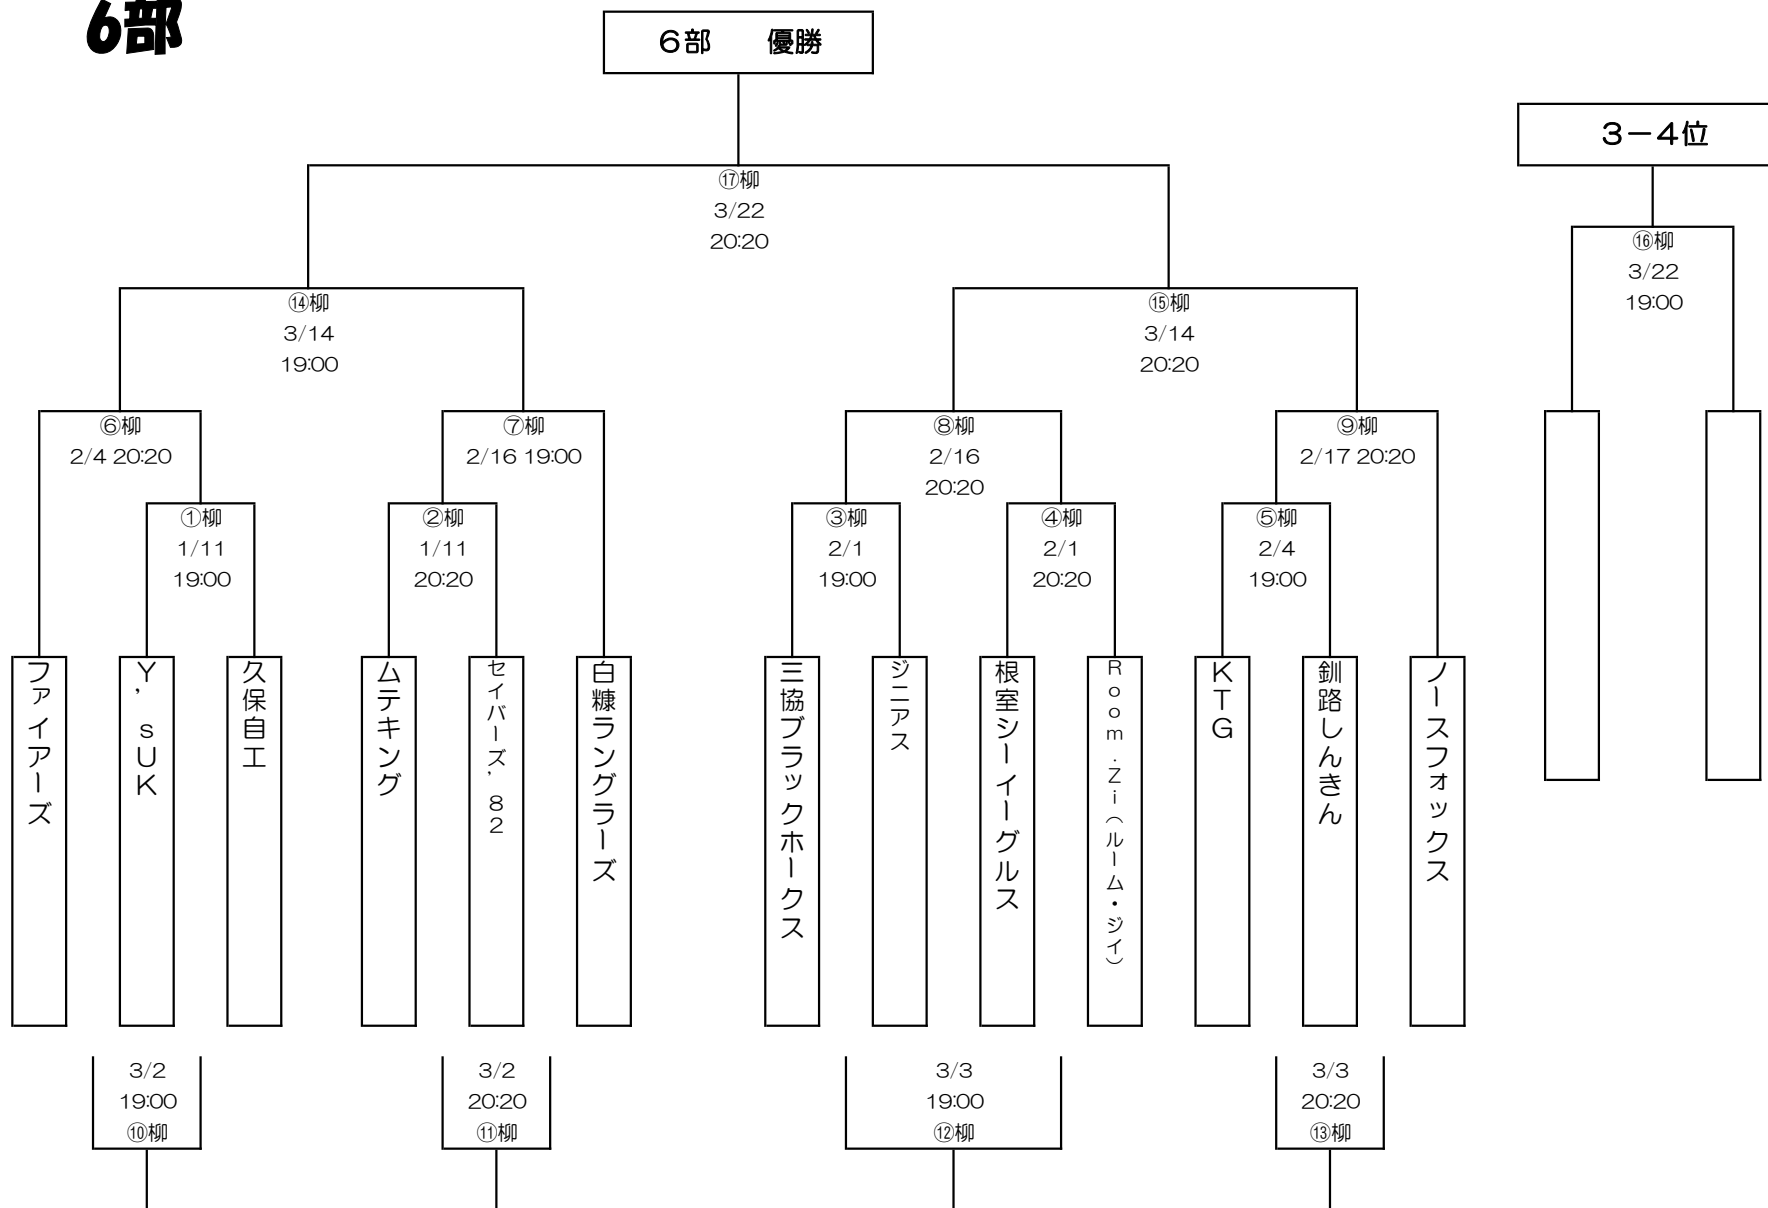 6部
6部　優勝
3－4位
⑰柳
3/22
20:20
⑯柳
3/22
19:00
⑭柳
3/14
19:00
⑮柳
3/14
20:20
⑥柳
2/4 20:20
⑦柳
2/16 19:00
⑧柳
2/16
20:20
⑨柳
2/17 20:20
①柳
1/11
19:00
②柳
1/11
20:20
③柳
2/1
19:00
④柳
2/1
20:20
⑤柳
2/4
19:00
ファイアーズ
Y’sUK
久保自工
ムテキング
セイバーズ’82
白糠ラングラーズ
三協ブラックホークス
ジニアス
根室シーイーグルス
Room.Zi（ルーム・ジイ）
KTG
釧路しんきん
ノースフォックス
3/2
19:00
⑩柳
3/2
20:20
⑪柳
3/3
19:00
⑫柳
3/3
20:20
⑬柳